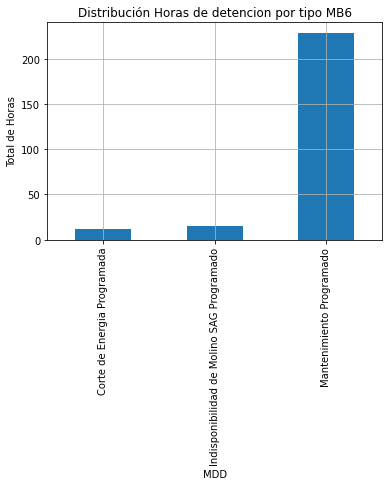 Distribución Horas de detencion por tipo MB6
Total de Horas
200
150
100
50
0
Corte de Energia Programada
Indisponibilidad de Molino SAG Programado
Mantenimiento Programado
MDD